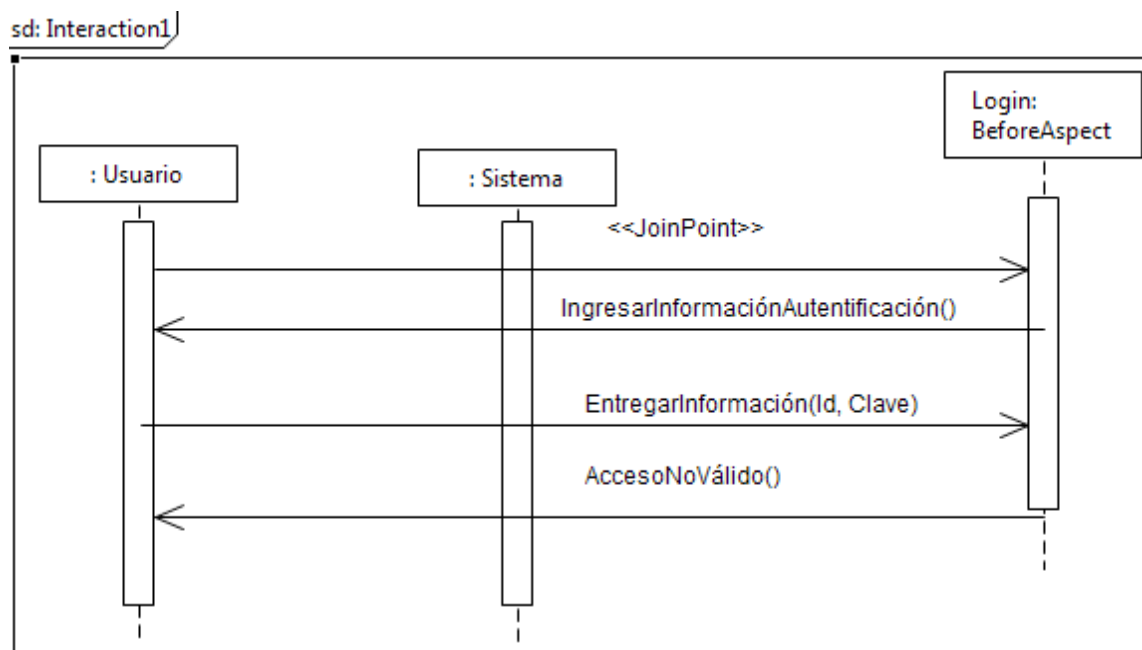 sd: Interaction1
Login:
BeforeAspect
: Usuario
: Sistema
<<JoinPoint>>
IngresarInformaciónAutentificación()
EntregarInformación(Id, Clave)
AccesoNoVálido()